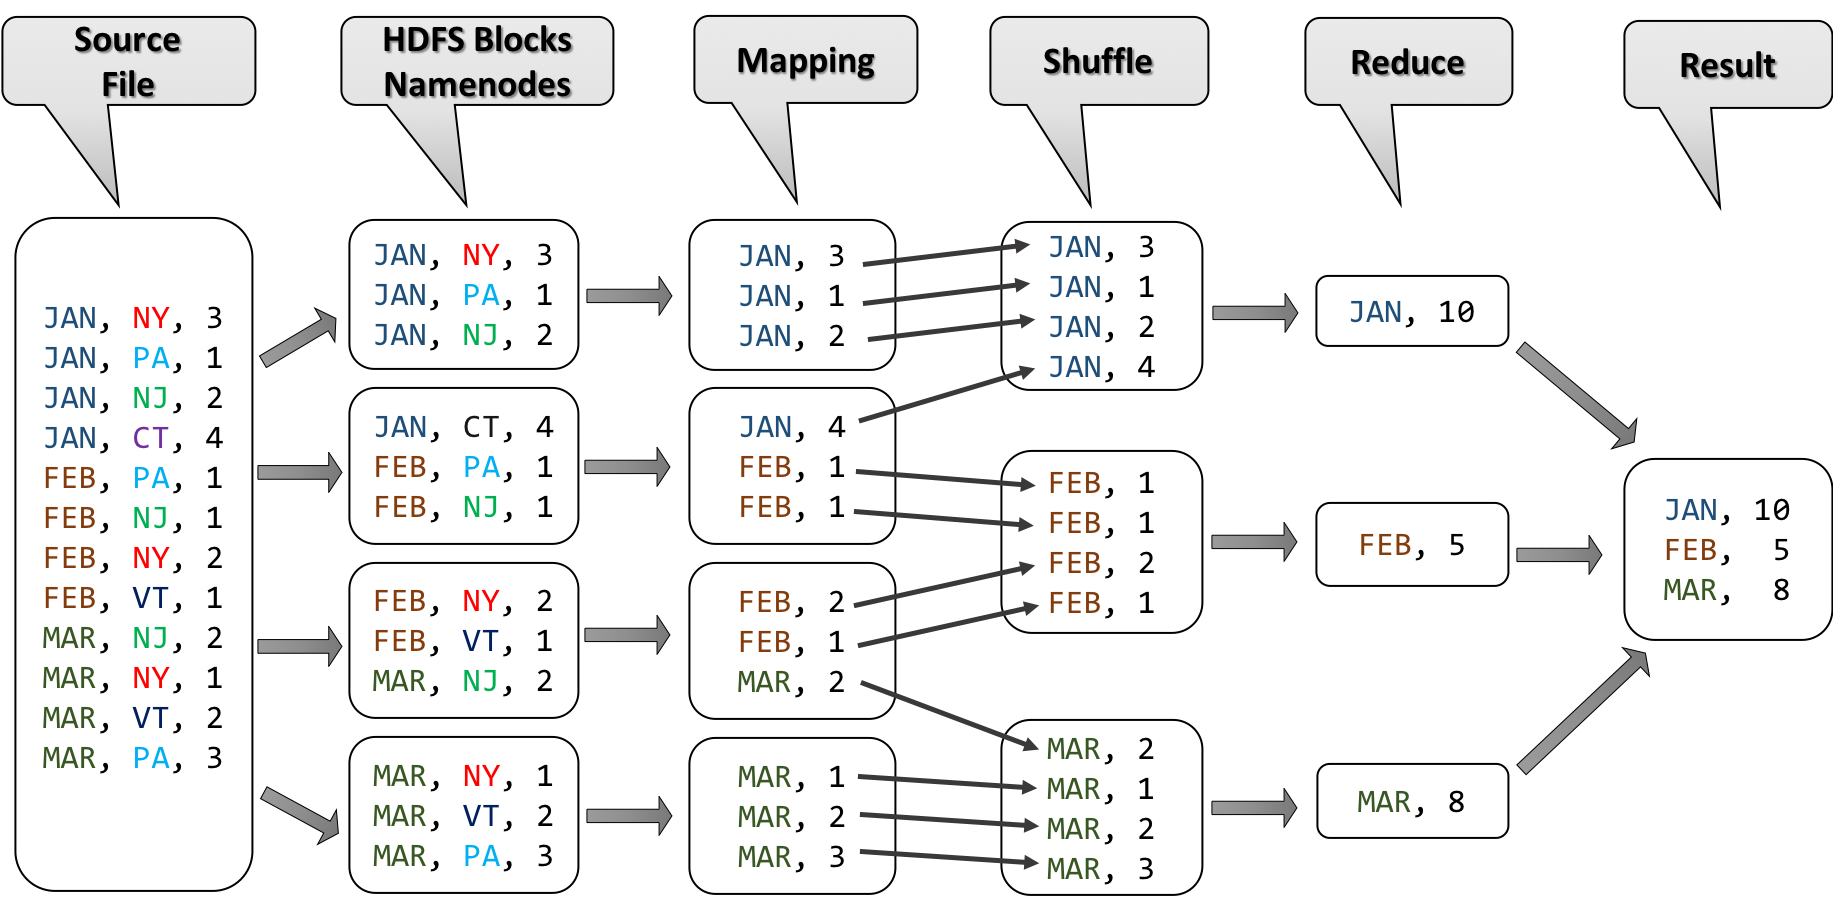 Source
File
HDFS Blocks
Namenodes
Mapping
Shuffle
Reduce
Result
JAN, NY, 3
JAN, PA, 1
JAN, NJ, 2
JAN, CT, 4
FEB, PA, 1
FEB, NJ, 1
FEB, NY, 2
FEB, VT, 1
MAR, NJ, 2
MAR, NY, 1
MAR, VT, 2
MAR, PA, 3
JAN, NY, 3
JAN, PA, 1
JAN, NJ, 2
JAN, CT, 4
FEB, PA, 1
FEB, NJ, 1
FEB, NY, 2
FEB, VT, 1
MAR, NJ, 2
MAR, NY, 1
MAR, VT, 2
MAR, PA, 3
JAN, 3
JAN, 1
JAN, 2
JAN, 4
FEB, 1
FEB, 1
FEB, 2
FEB, 1
MAR, 2
MAR, 1
MAR, 2
MAR, 3
JAN, 3
JAN, 1
JAN, 2
JAN, 4
FEB, 1
FEB, 1
FEB, 2
FEB, 1
MAR, 2
MAR, 1
MAR, 2
MAR, 3
JAN, 10
FEB, 5
MAR, 8
JAN, 10
FEB, 5
MAR, 8